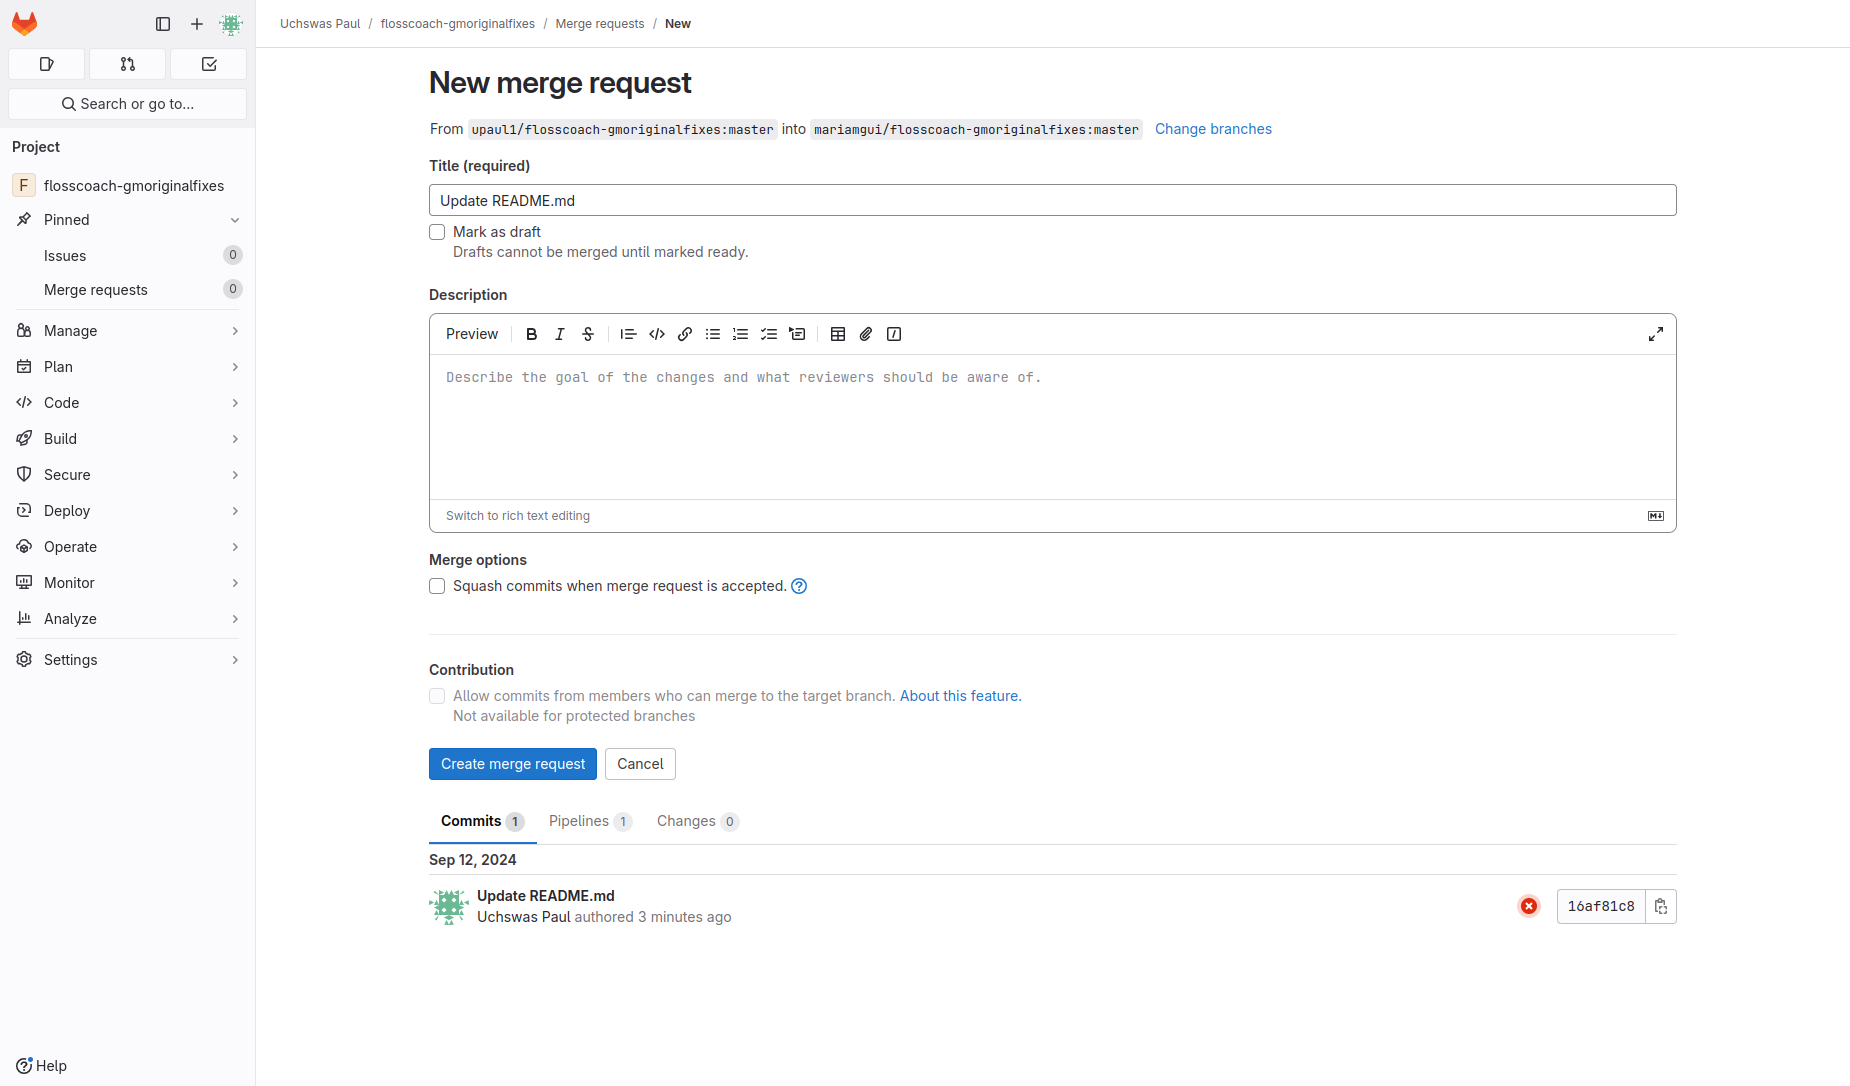 Uchswas Paul / flosscoach-gmoriginalfixes / Merge requests / New
Search or go to...
Project
F flosscoach-gmoriginalfixes
Pinned
Issues 0
Merge requests 0
Manage
Plan
Code
Build
Secure
Deploy
Operate
Monitor
Analyze
Settings
Help
New merge request
From upaul1/flosscoach-gmoriginalfixes:master into mariamgui/flosscoach-gmoriginalfixes:master Change branches
Title (required)
Update README.md
Mark as draft
Drafts cannot be merged until marked ready.
Description
Preview
Describe the goal of the changes and what reviewers should be aware of.
Switch to rich text editing
Merge options
Squash commits when merge request is accepted.
Contribution
Allow commits from members who can merge to the target branch. About this feature.
Not available for protected branches
Create merge request Cancel
Commits 1 Pipelines 1 Changes 0
Sep 12, 2024
Update README.md
Uchswas Paul authored 3 minutes ago
16af81c8